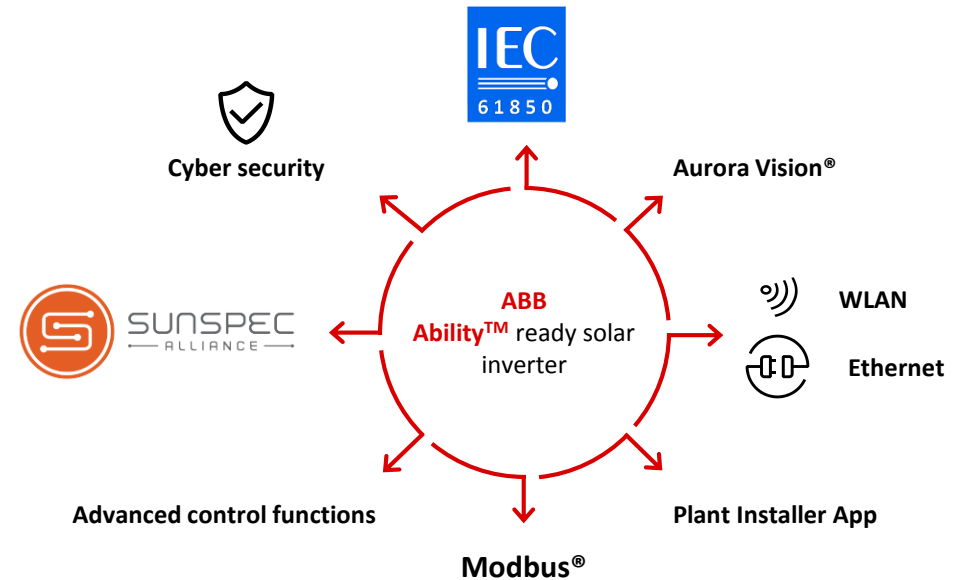 IEC
61850
Cyber security
Aurora Vision®
ABB
Ability™ ready solar
inverter
SUNSPEC
ALLIANCE
WLAN
Ethernet
Advanced control functions
Plant Installer App
Modbus®